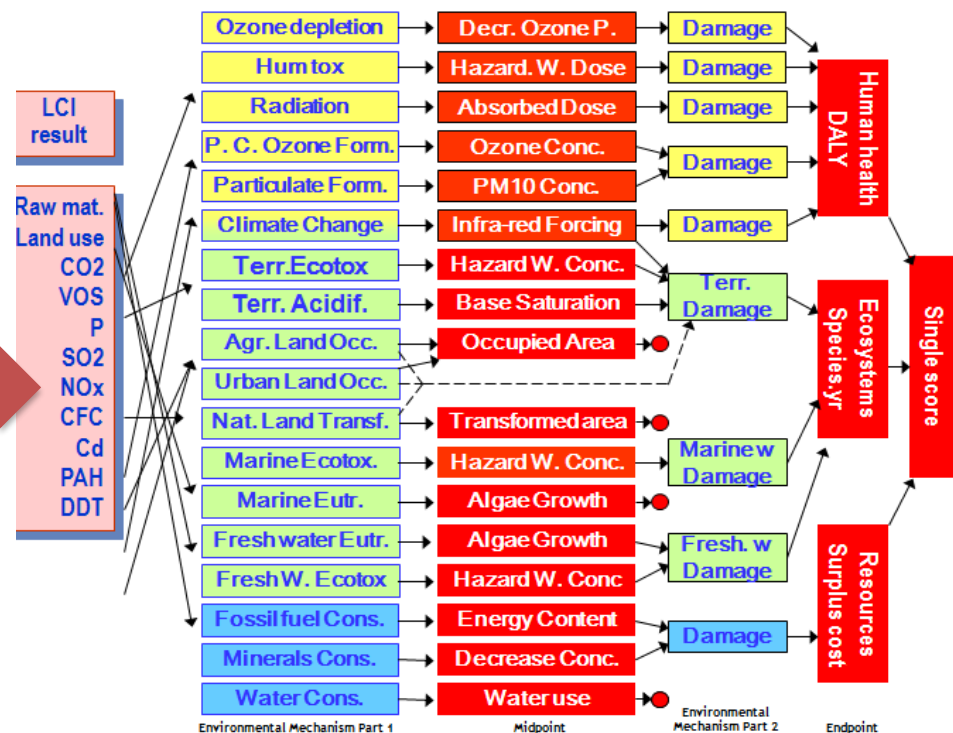 LCI
result
Raw mat.
Land use
CO2
VOS
P
SO2
NOx
CFC
Cd
PAH
DDT
Ozone depletion
Hum tox
Radiation
P. C. Ozone Form.
Particulate Form.
Climate Change
Terr.Ecotox
Terr. Acidif.
Agr. Land Occ.
Urban Land Occ.
Nat. Land Transf.
Marine Ecotox.
Marine Eutr.
Fresh water Eutr.
Fresh W. Ecotox
Fossil fuel Cons.
Minerals Cons.
Water Cons.
Environmental Mechanism Part 1
Decr. Ozone P.
Hazard. W. Dose
Absorbed Dose
Ozone Conc.
PM10 Conc.
Infra-red Forcing
Hazard W. Conc.
Base Saturation
Occupied Area
Transformed area
Hazard W. Conc.
Algae Growth
Algae Growth
Hazard W. Conc
Energy Content
Decrease Conc.
Water use
Midpoint
Damage
Damage
Damage
Damage
Damage
Terr.
Damage
Marine w
Damage
Fresh. w
Damage
Damage
Environmental
Mechanism Part 2
Human health
DALY
Ecosystems
Species.yr
Resources
Surplus cost
Endpoint
Single score